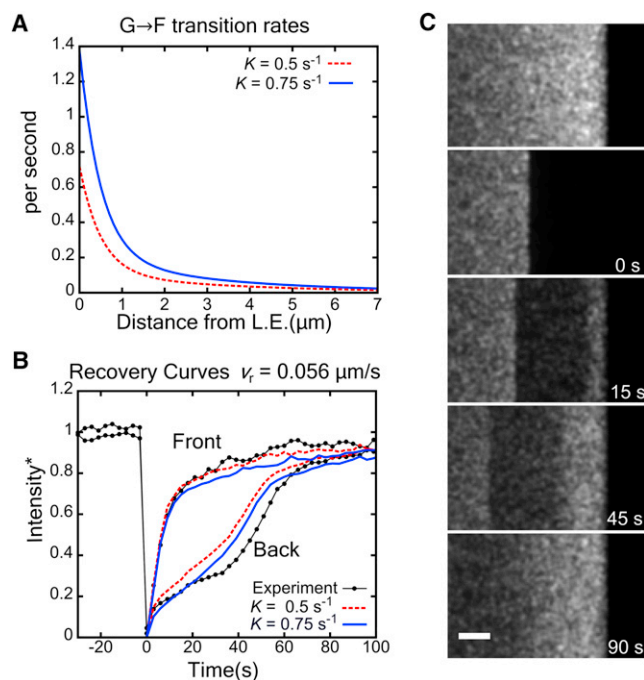 A
G→F transition rates
1.4
1.2
1
0.8
0.6
0.4
0.2
0
per second
K = 0.5 s⁻¹
K = 0.75 s⁻¹
0 1 2 3 4 5 6 7
Distance from L.E.(μm)
B
Recovery Curves vᵣ = 0.056 μm/s
1.2
1
0.8
0.6
0.4
0.2
0
Intensity*
Front
Back
Experiment
K = 0.5 s⁻¹
K = 0.75 s⁻¹
-20 0 20 40 60 80 100
Time(s)
C
0 s
15 s
45 s
90 s